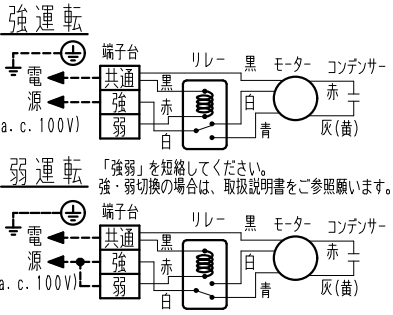 強運転
端子台
リレー
黒
モーター
コンデンサー
電
源
a.c.100V)
共通
強
弱
黒
赤
白
白
青
赤
灰(黄)
弱運転
「強弱」を短絡してください。
強・弱切換の場合は、取扱説明書をご参照願います。
端子台
リレー
黒
モーター
コンデンサー
電
源
a.c.100V)
共通
強
弱
黒
赤
白
白
青
赤
灰(黄)